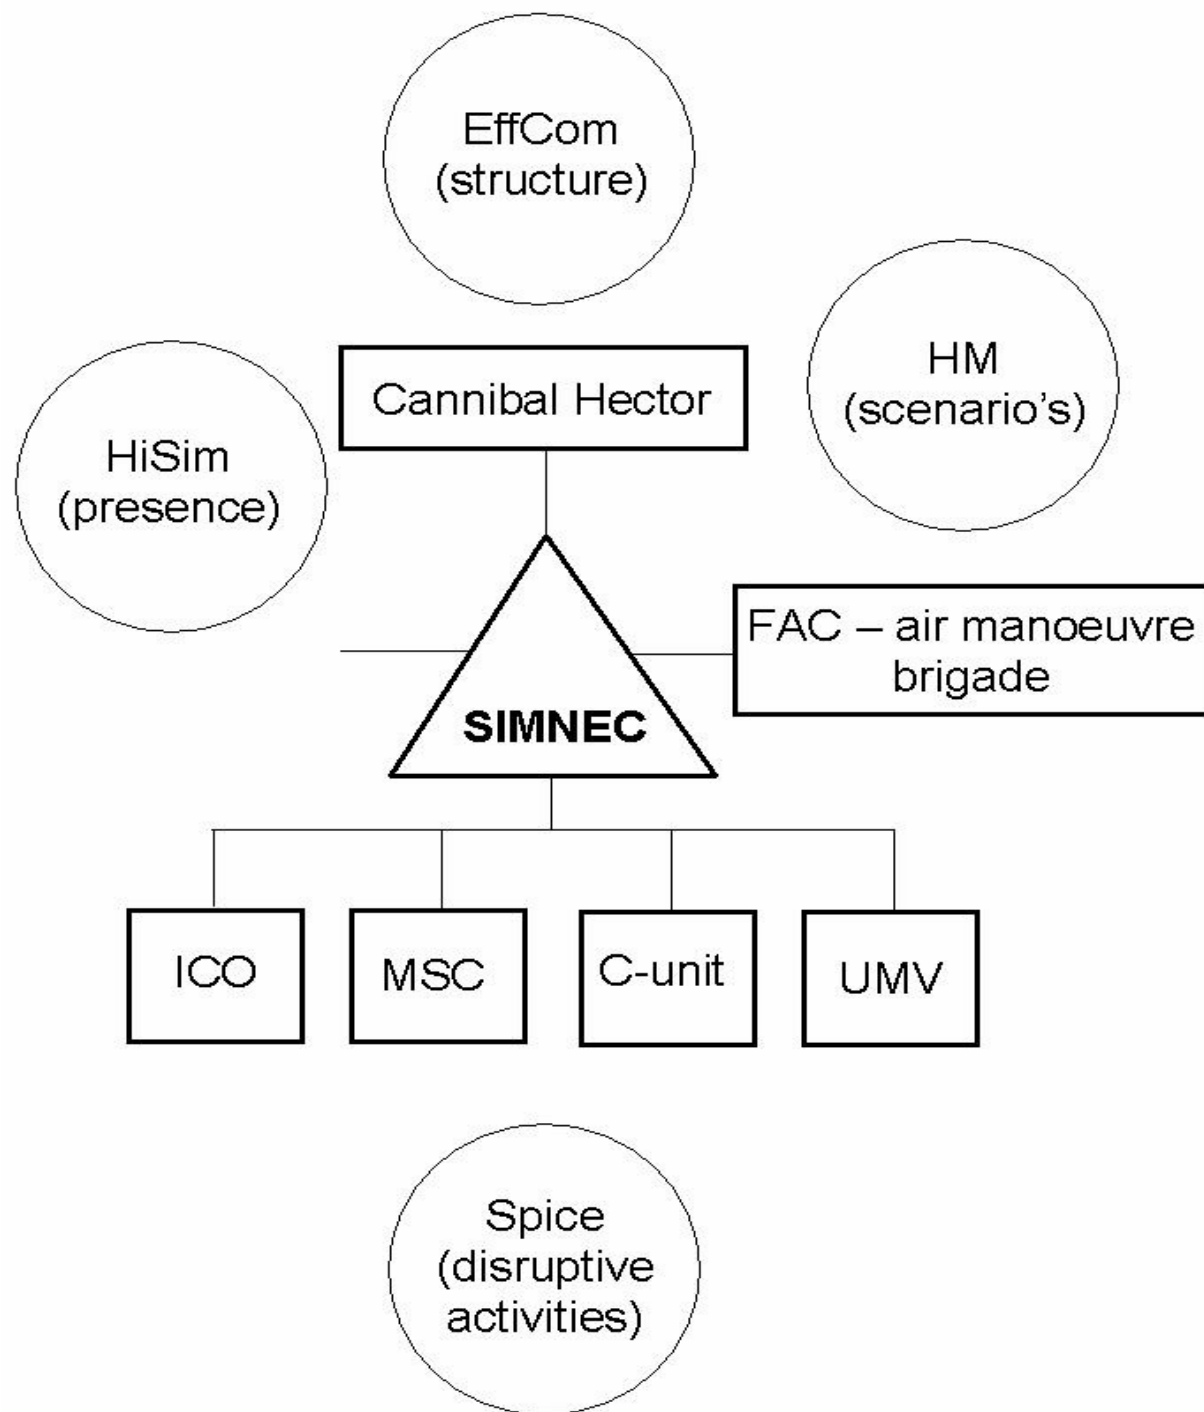 EffCom
(structure)
HM
(scenario's)
Cannibal Hector
HiSim
(presence)
FAC – air manoeuvre
brigade
SIMNEC
ICO
MSC
C-unit
UMV
Spice
(disruptive
activities)